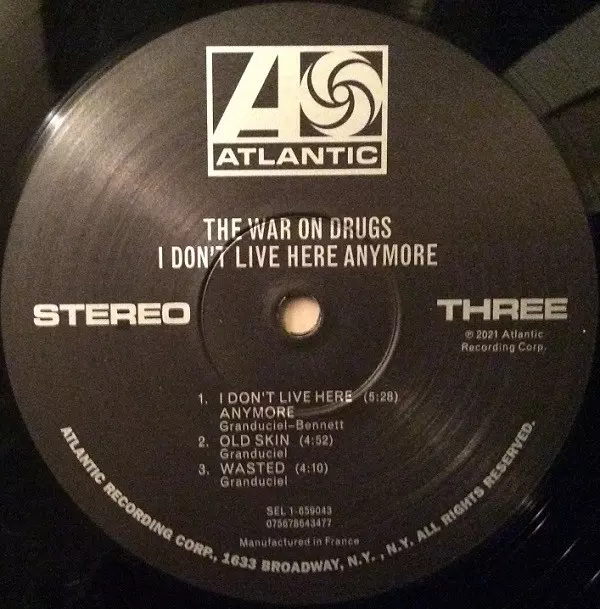 ATLANTIC
THE WAR ON DRUGS
I DON'T LIVE HERE ANYMORE
STEREO
THREE
℗ 2021 Atlantic
Recording Corp.
1. I DON'T LIVE HERE (5:28)
ANYMORE
Granduciel–Bennett
2. OLD SKIN (4:52)
Granduciel
3. WASTED (4:10)
Granduciel
SEL 1-659043
075678643477
Manufactured in France
ATLANTIC RECORDING CORP., 1633 BROADWAY, N.Y. , N.Y. ALL RIGHTS RESERVED.